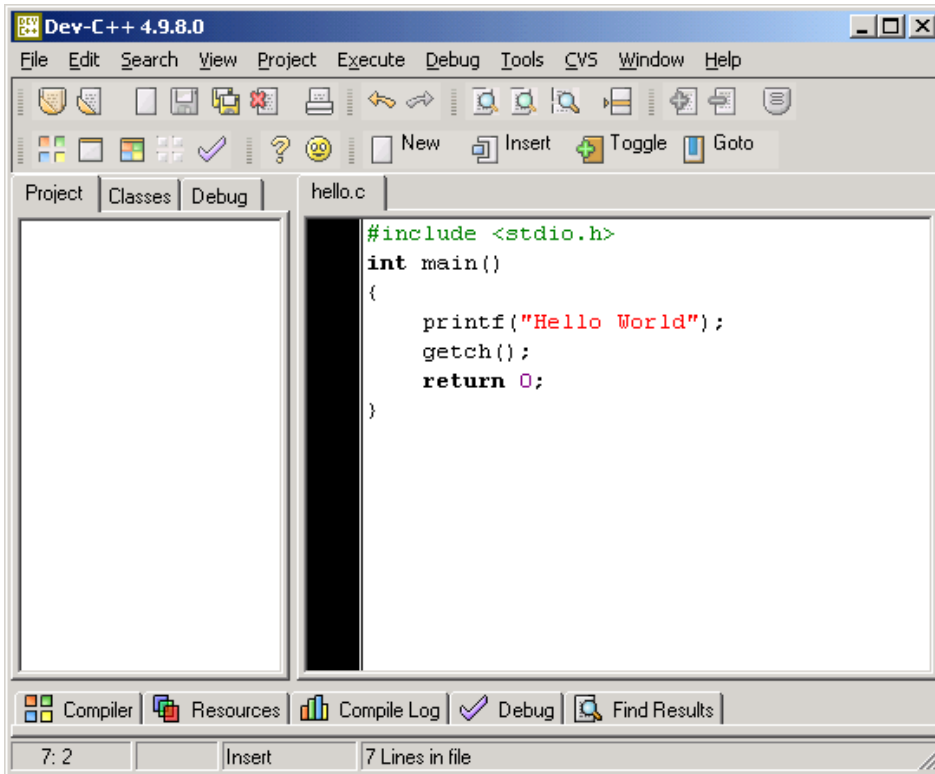 Dev-C++ 4.9.8.0
File Edit Search View Project Execute Debug Tools CVS Window Help
New Insert Toggle Goto
Project Classes Debug
hello.c
#include <stdio.h>
int main()
{
    printf("Hello World");
    getch();
    return 0;
}
Compiler Resources Compile Log Debug Find Results
7: 2 Insert 7 Lines in file